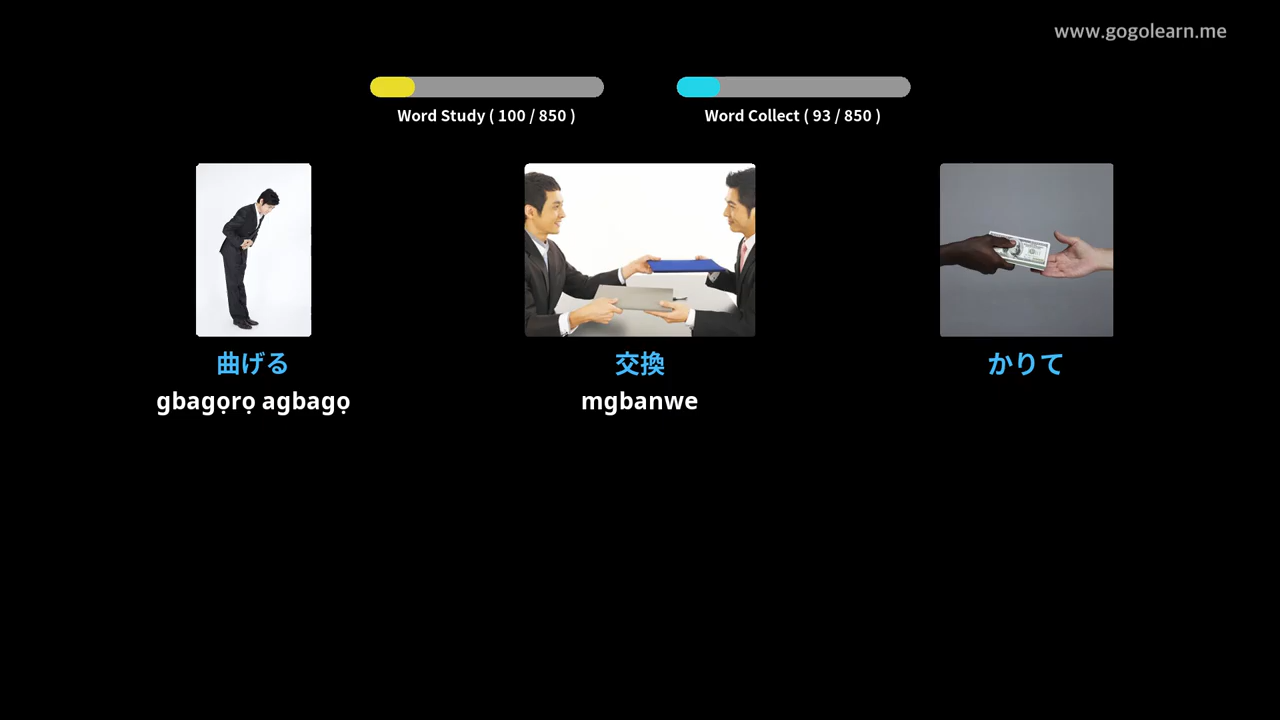 www.gogolearn.me
Word Study ( 100 / 850 )
Word Collect ( 93 / 850 )
曲げる
交換
かりて
gbagọrọ agbagọ
mgbanwe